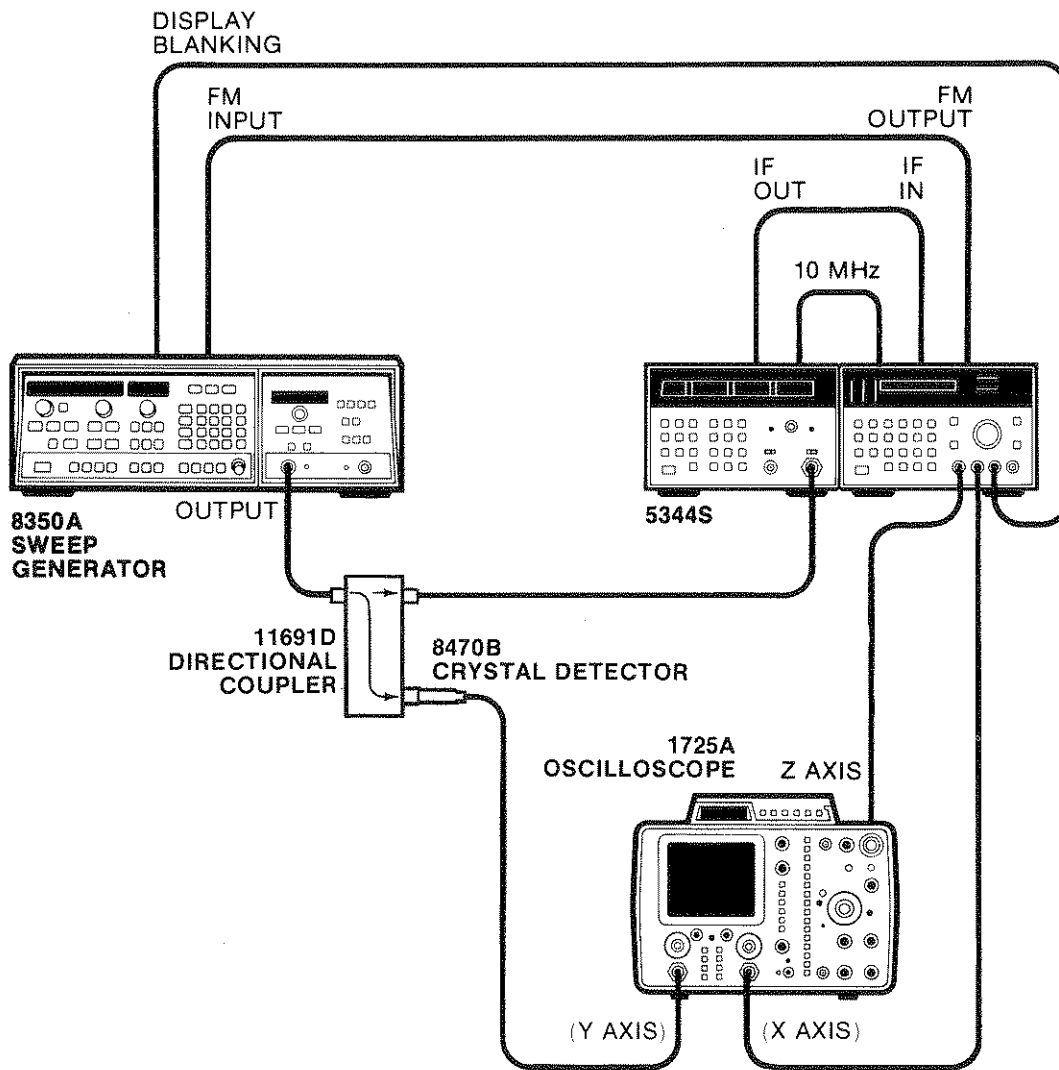 DISPLAY
BLANKING
FM
INPUT
FM
OUTPUT
IF
OUT
IF
IN
10 MHz
OUTPUT
8350A
SWEEP
GENERATOR
5344S
11691D
DIRECTIONAL
COUPLER
8470B
CRYSTAL DETECTOR
1725A
OSCILLOSCOPE
Z AXIS
(Y AXIS)
(X AXIS)